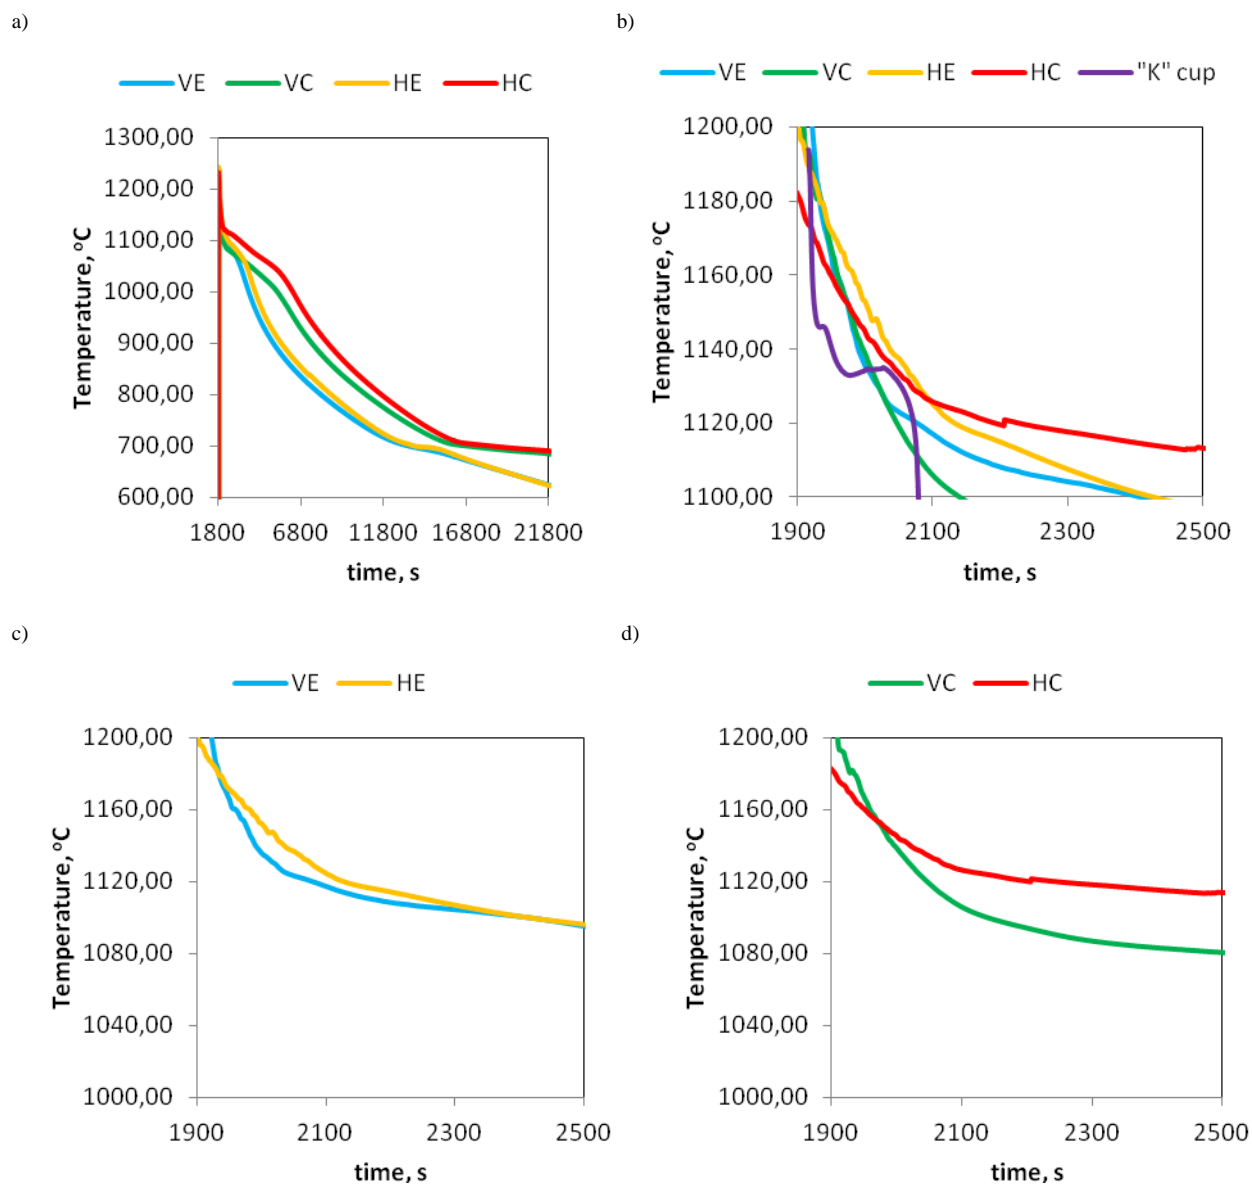 a)
VE VC HE HC
1300,00
1200,00
1100,00
1000,00
900,00
800,00
700,00
600,00
Temperature, °C
1800 6800 11800 16800 21800
time, s
b)
VE VC HE HC "K" cup
1200,00
1180,00
1160,00
1140,00
1120,00
1100,00
Temperature, °C
1900 2100 2300 2500
time, s
c)
VE HE
1200,00
1160,00
1120,00
1080,00
1040,00
1000,00
Temperature, °C
1900 2100 2300 2500
time, s
d)
VC HC
1200,00
1160,00
1120,00
1080,00
1040,00
1000,00
Temperature, °C
1900 2100 2300 2500
time, s